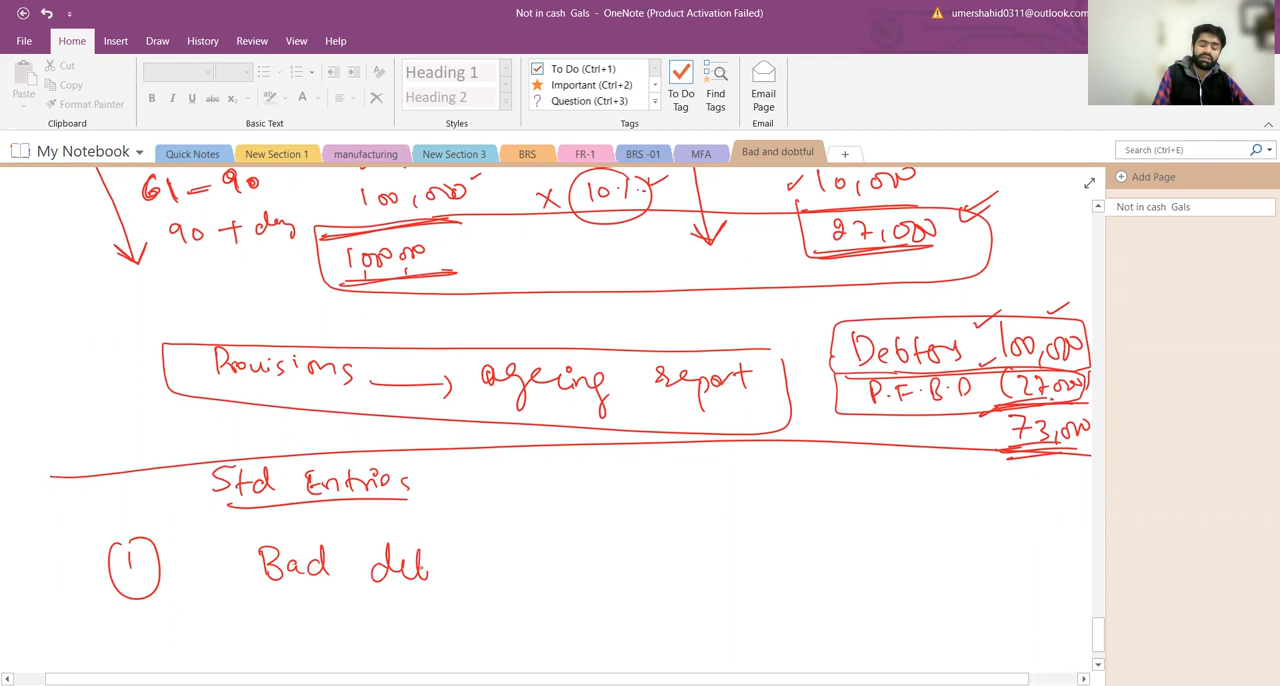 Not in cash Gals - OneNote (Product Activation Failed)
umershahid0311@outlook.com
File Home Insert Draw History Review View Help
Paste
Cut
Copy
Format Painter
Clipboard
B I U abc X₂ A
Basic Text
Heading 1
Heading 2
Styles
To Do (Ctrl+1)
Important (Ctrl+2)
Question (Ctrl+3)
To Do Tag
Find Tags
Tags
Email Page
Email
My Notebook
Quick Notes
New Section 1
manufacturing
New Section 3
BRS
FR-1
BRS -01
MFA
Bad and doubtful
Search (Ctrl+E)
Add Page
Not in cash Gals
61 = 90 100,000 × 10% 10,000
90 + day
100,000 27,000
Debtors 100,000
Provisions → ageing report
P.F.B.D (27,000)
73,000
Std Entries
1 Bad deb